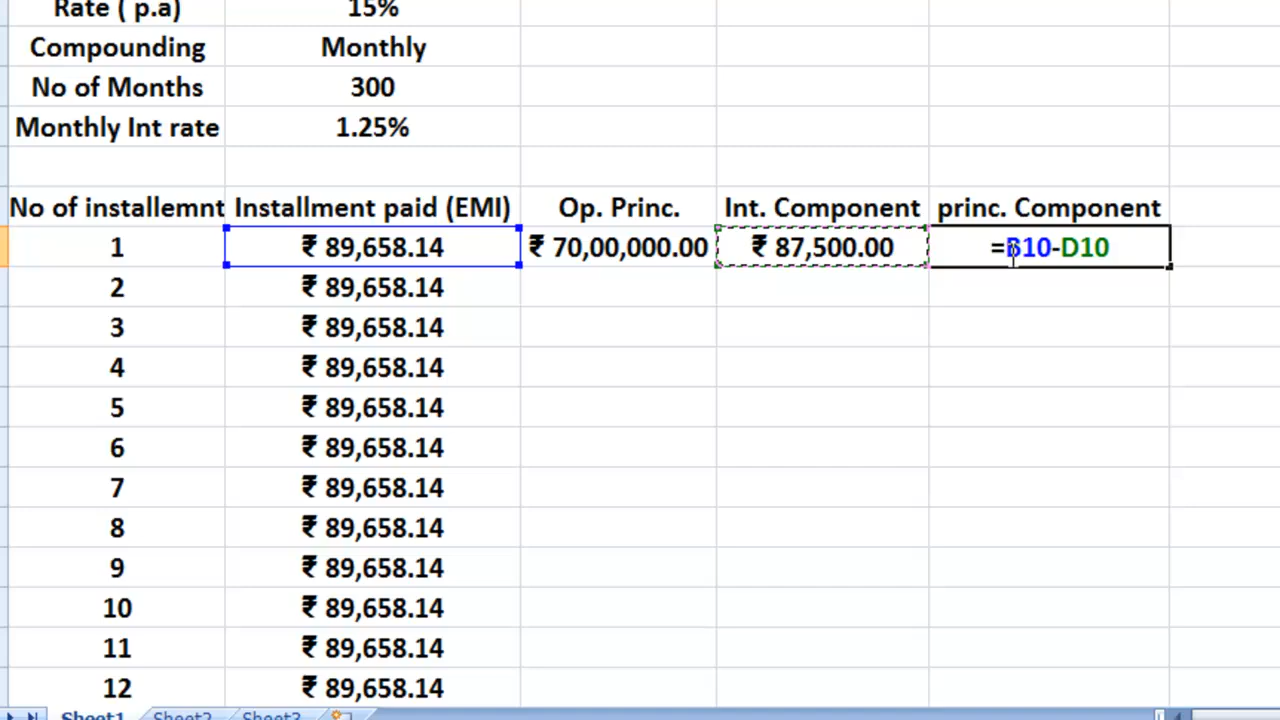 Rate ( p.a) 15%
Compounding Monthly
No of Months 300
Monthly Int rate 1.25%
No of installemnt Installment paid (EMI) Op. Princ. Int. Component princ. Component
1 ₹ 89,658.14 ₹ 70,00,000.00 ₹ 87,500.00 =B10-D10
2 ₹ 89,658.14
3 ₹ 89,658.14
4 ₹ 89,658.14
5 ₹ 89,658.14
6 ₹ 89,658.14
7 ₹ 89,658.14
8 ₹ 89,658.14
9 ₹ 89,658.14
10 ₹ 89,658.14
11 ₹ 89,658.14
12 ₹ 89,658.14
Sheet1 Sheet2 Sheet3